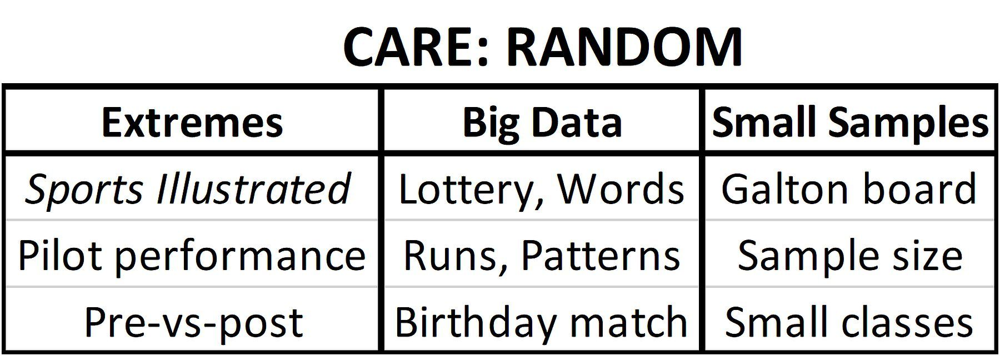 CARE: RANDOM
Extremes Big Data Small Samples
Sports Illustrated Lottery, Words Galton board
Pilot performance Runs, Patterns Sample size
Pre-vs-post Birthday match Small classes